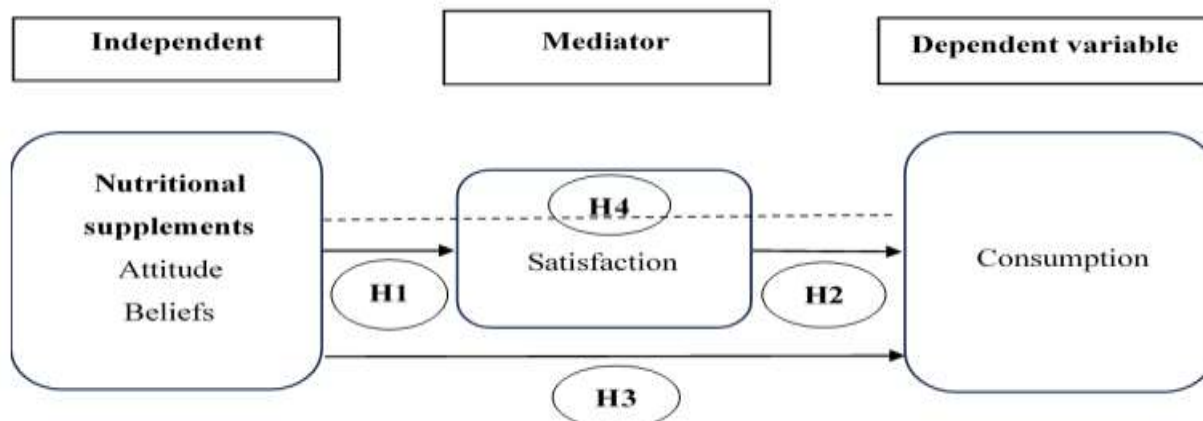 Independent
Mediator
Dependent variable
Nutritional
supplements
Attitude
Beliefs
H4
Satisfaction
Consumption
H1
H2
H3